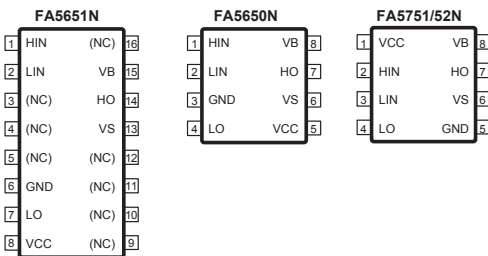 FA5651N
1 HIN (NC) 16
2 LIN VB 15
3 (NC) HO 14
4 (NC) VS 13
5 (NC) (NC) 12
6 GND (NC) 11
7 LO (NC) 10
8 VCC (NC) 9
FA5650N
1 HIN VB 8
2 LIN HO 7
3 GND VS 6
4 LO VCC 5
FA5751/52N
1 VCC VB 8
2 HIN HO 7
3 LIN VS 6
4 LO GND 5